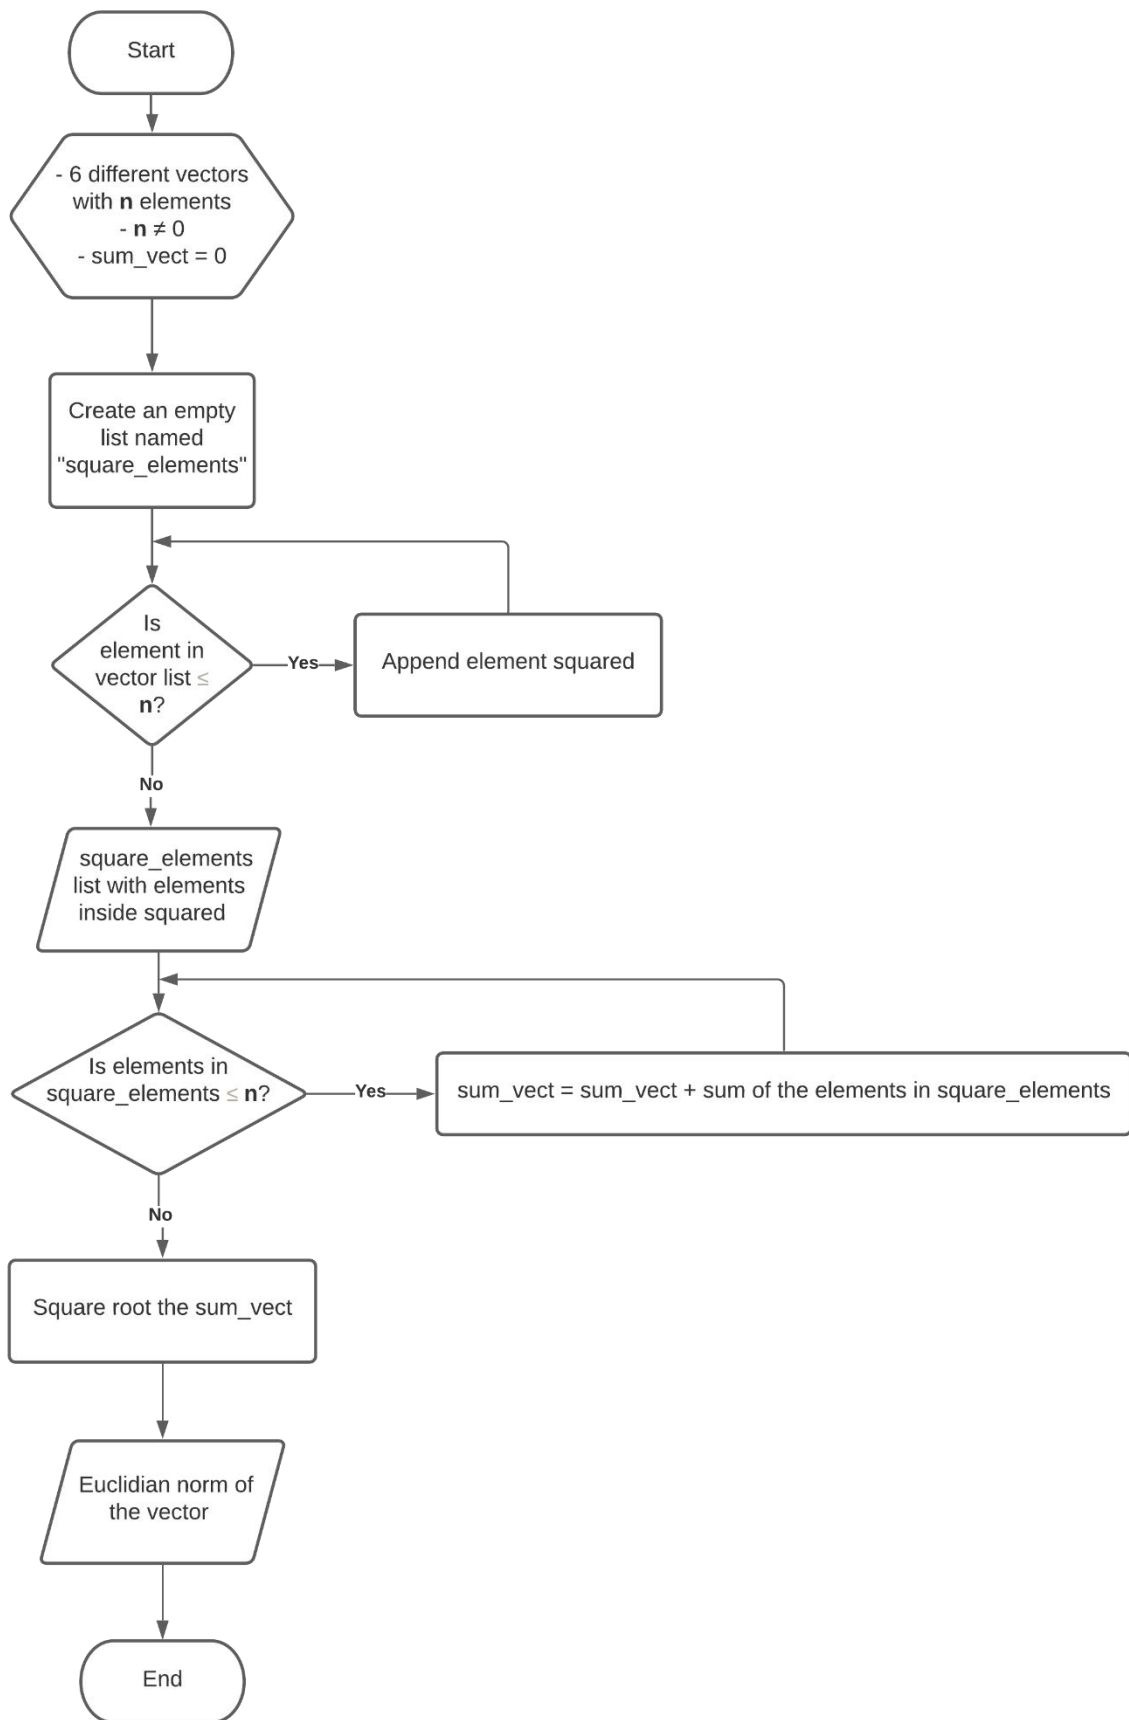 Start
- 6 different vectors
with n elements
- n ≠ 0
- sum_vect = 0
Create an empty
list named
"square_elements"
Is
element in
vector list ≤
n?
Yes
Append element squared
No
square_elements
list with elements
inside squared
Is elements in
square_elements ≤ n?
Yes
sum_vect = sum_vect + sum of the elements in square_elements
No
Square root the sum_vect
Euclidian norm of
the vector
End